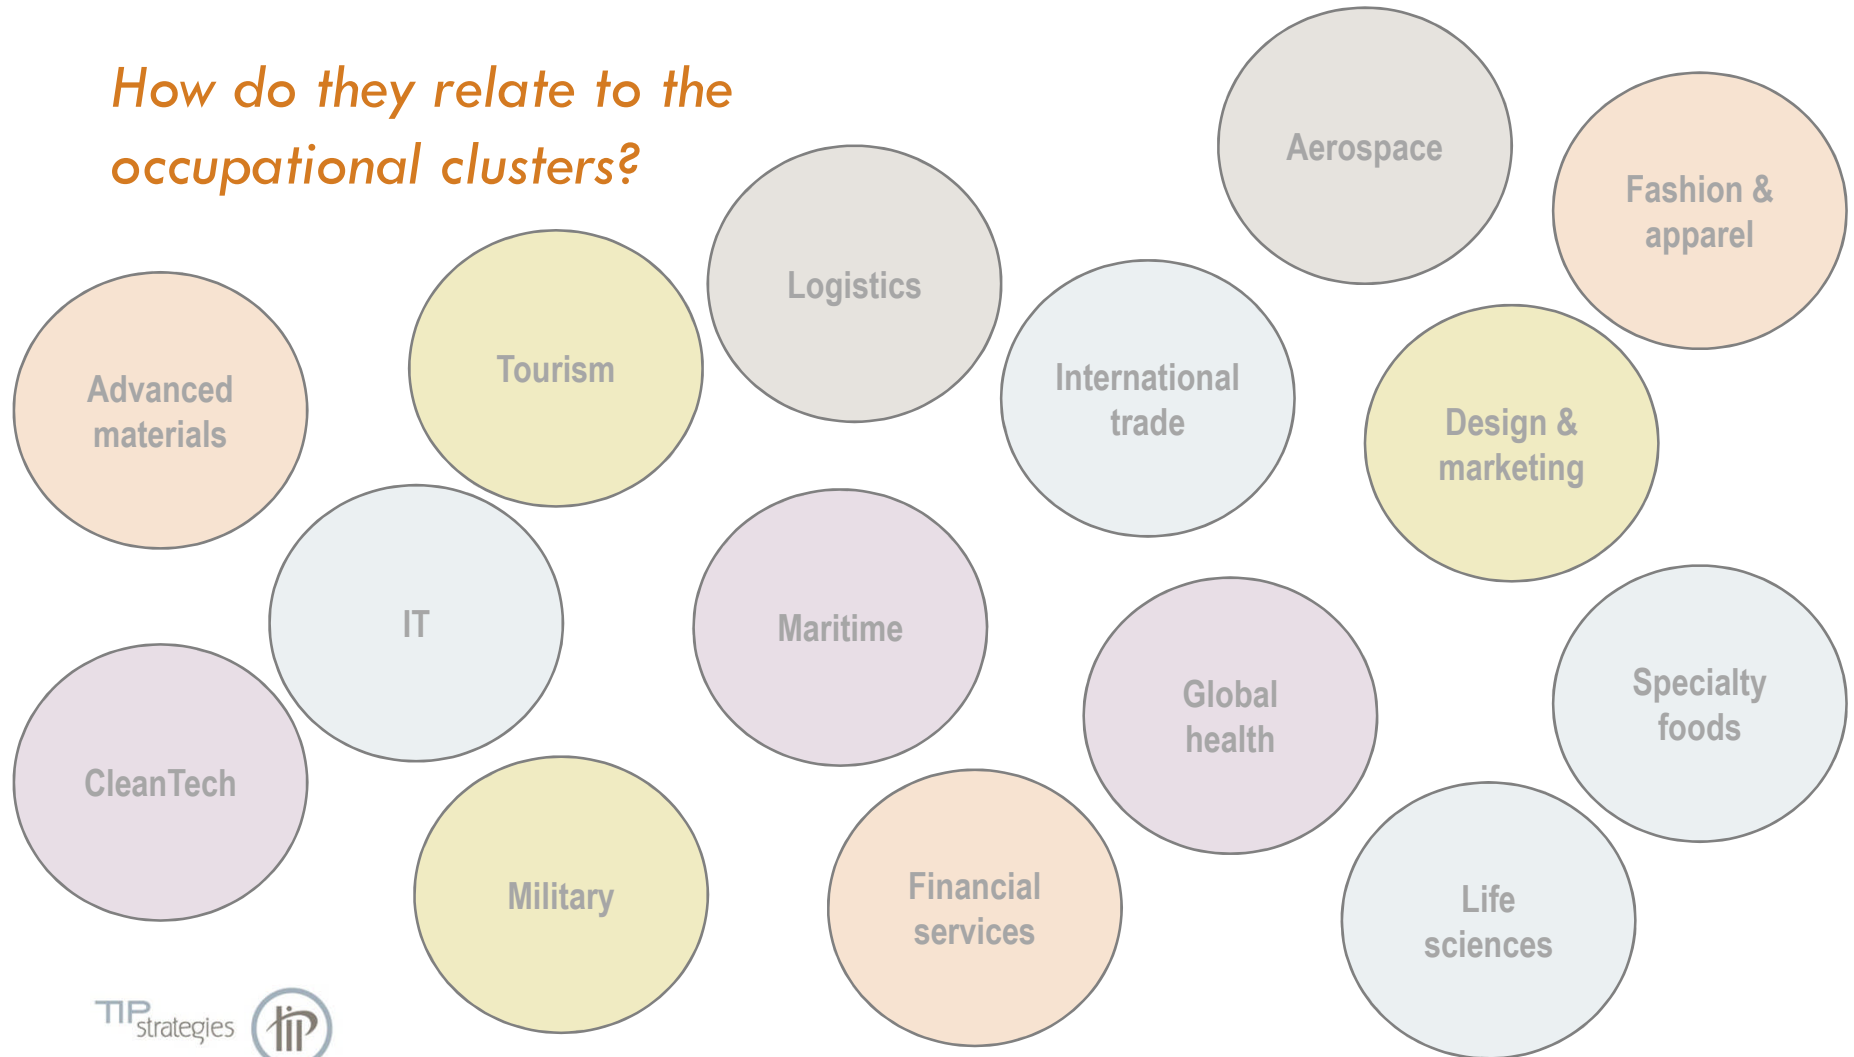 How do they relate to the
occupational clusters?
Aerospace
Fashion &
apparel
Logistics
Tourism
International
trade
Advanced
materials
Design &
marketing
IT
Maritime
Global
health
Specialty
foods
CleanTech
Military
Financial
services
Life
sciences
TIP
strategies
tip